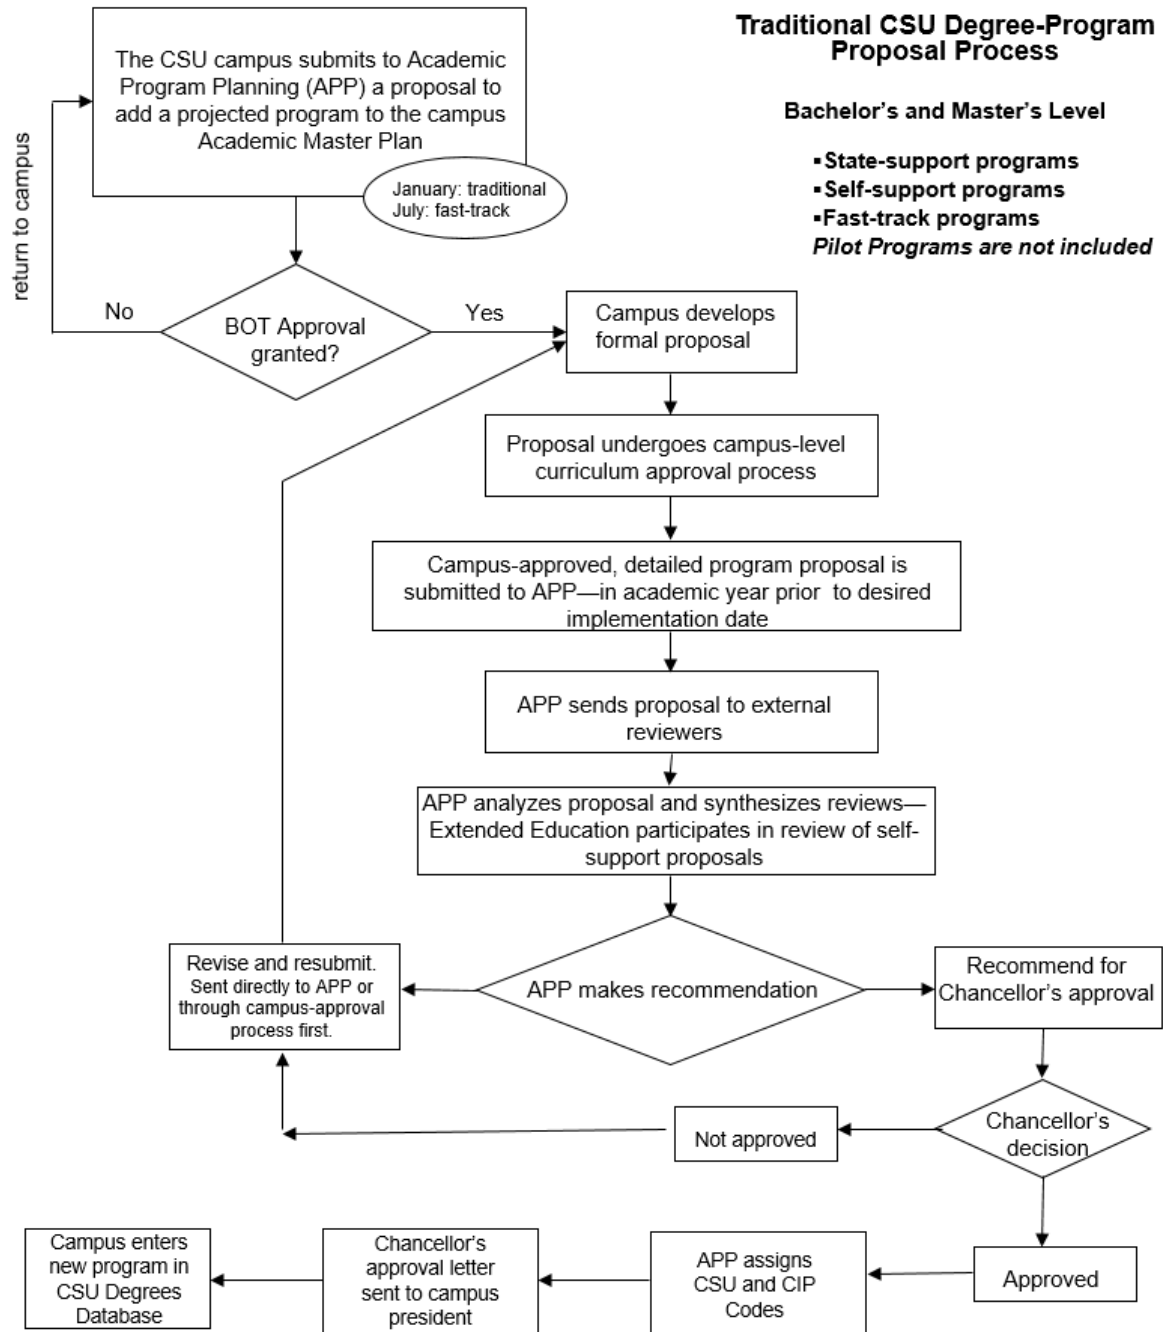 Traditional CSU Degree-Program
Proposal Process
Bachelor's and Master's Level
▪State-support programs
▪Self-support programs
▪Fast-track programs
Pilot Programs are not included
The CSU campus submits to Academic
Program Planning (APP) a proposal to
add a projected program to the campus
Academic Master Plan
January: traditional
July: fast-track
return to campus
No
BOT Approval
granted?
Yes
Campus develops
formal proposal
Proposal undergoes campus-level
curriculum approval process
Campus-approved, detailed program proposal is
submitted to APP—in academic year prior to desired
implementation date
APP sends proposal to external
reviewers
APP analyzes proposal and synthesizes reviews—
Extended Education participates in review of self-
support proposals
APP makes recommendation
Revise and resubmit.
Sent directly to APP or
through campus-approval
process first.
Recommend for
Chancellor's approval
Chancellor's
decision
Not approved
Approved
APP assigns
CSU and CIP
Codes
Chancellor's
approval letter
sent to campus
president
Campus enters
new program in
CSU Degrees
Database